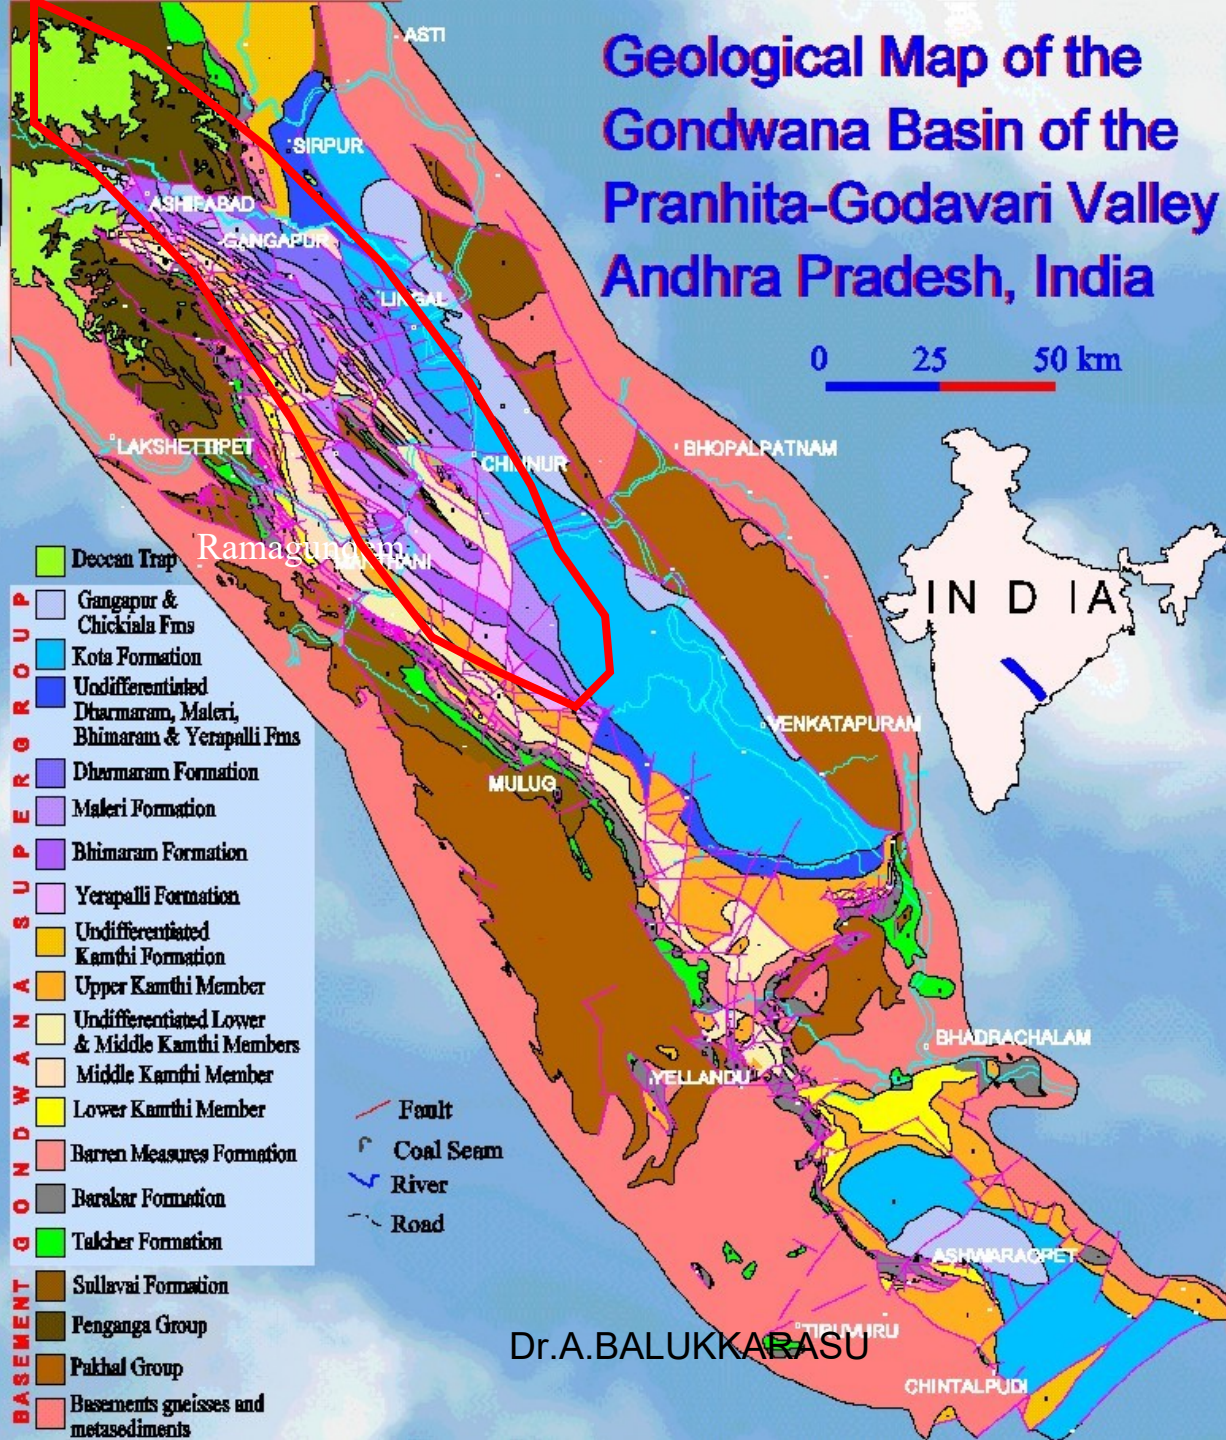 Geological Map of the
Gondwana Basin of the
Pranhita-Godavari Valley
Andhra Pradesh, India
0 25 50 km
ASTI
SIRPUR
ASHIFABAD
GANGAPUR
LINGAL
LAKSHETTIPET
CHINNUR
BHOPALPATNAM
Ramagundem
MANTHANI
INDIA
VENKATAPURAM
MULUG
BHADRACHALAM
YELLANDU
ASHWARAOPET
TIRUVURU
CHINTALPUDI
Dr.A.BALUKKARASU
Deccan Trap
GONDWANA SUPERGROUP
Gangapur &
Chickiala Fms
Kota Formation
Undifferentiated
Dharmaram, Maleri,
Bhimaram & Yerapalli Fms
Dharmaram Formation
Maleri Formation
Bhimaram Formation
Yerapalli Formation
Undifferentiated
Kamthi Formation
Upper Kamthi Member
Undifferentiated Lower
& Middle Kamthi Members
Middle Kamthi Member
Lower Kamthi Member
Barren Measures Formation
Barakar Formation
Talcher Formation
BASEMENT
Sullavai Formation
Penganga Group
Pakhal Group
Basements gneisses and
metasediments
Fault
Coal Seam
River
Road